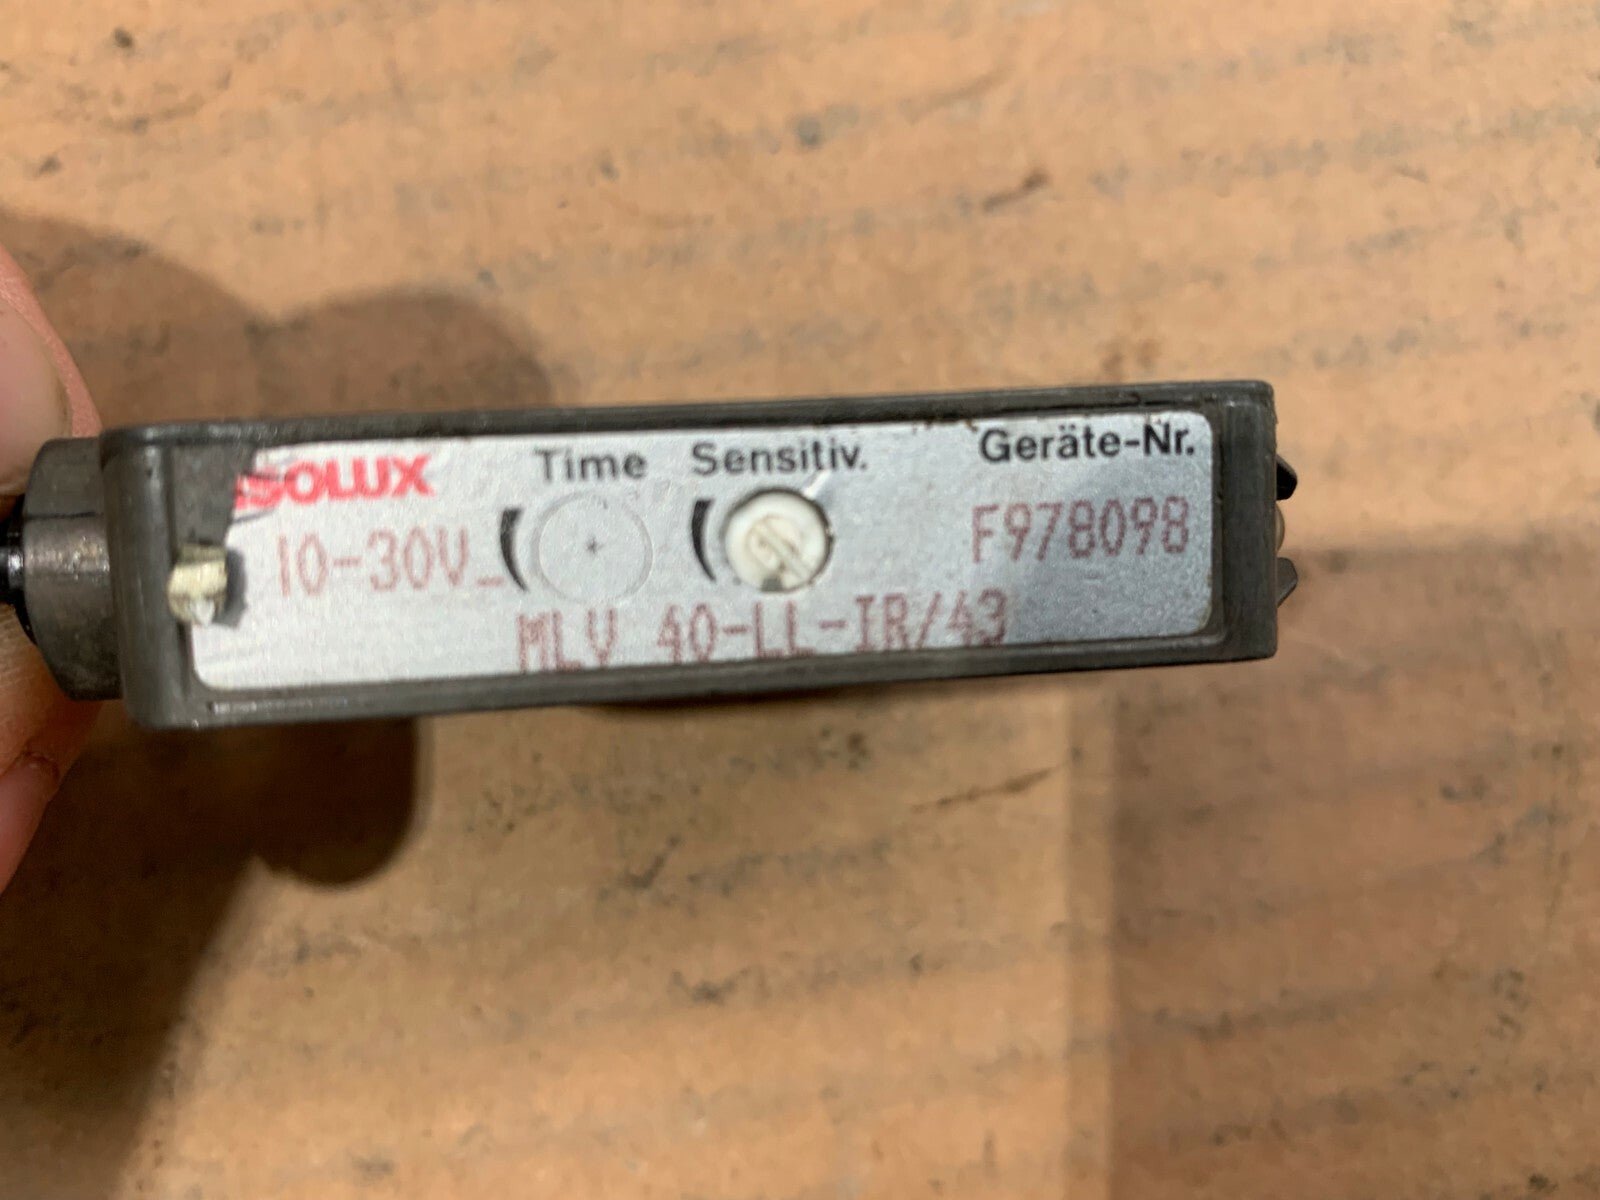 SOLUX Time Sensitiv. Geräte-Nr.
10-30V F978098
MLV 40-LL-IR/43